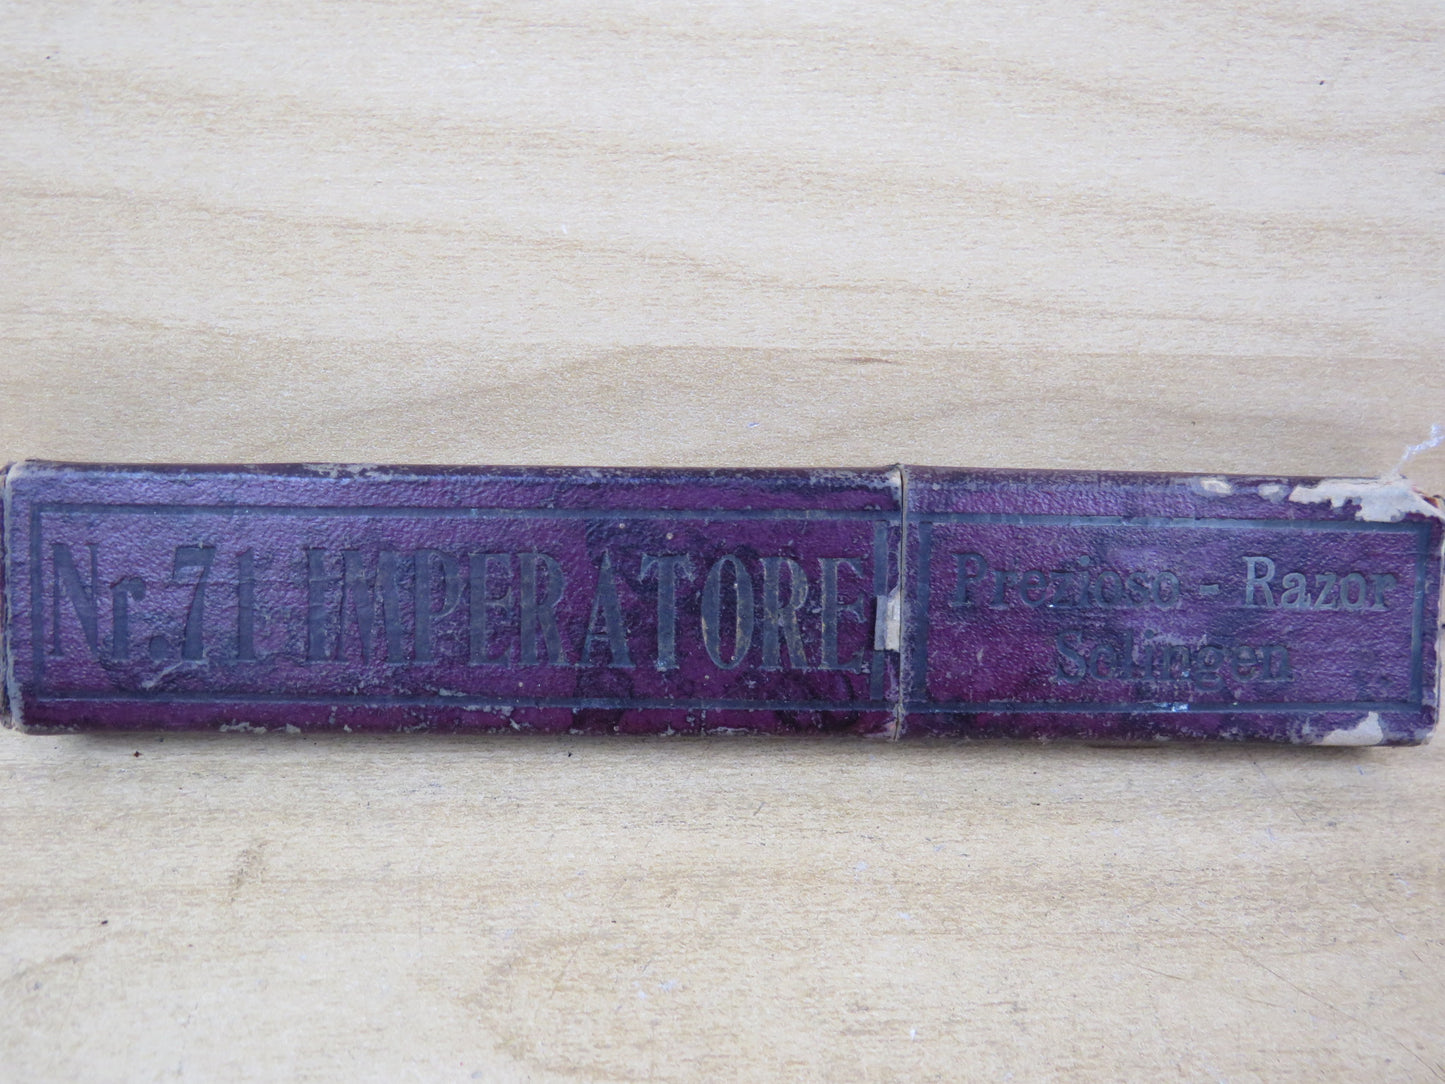 Nr.71 IMPERATORE
Prezioso - Razor
Solingen